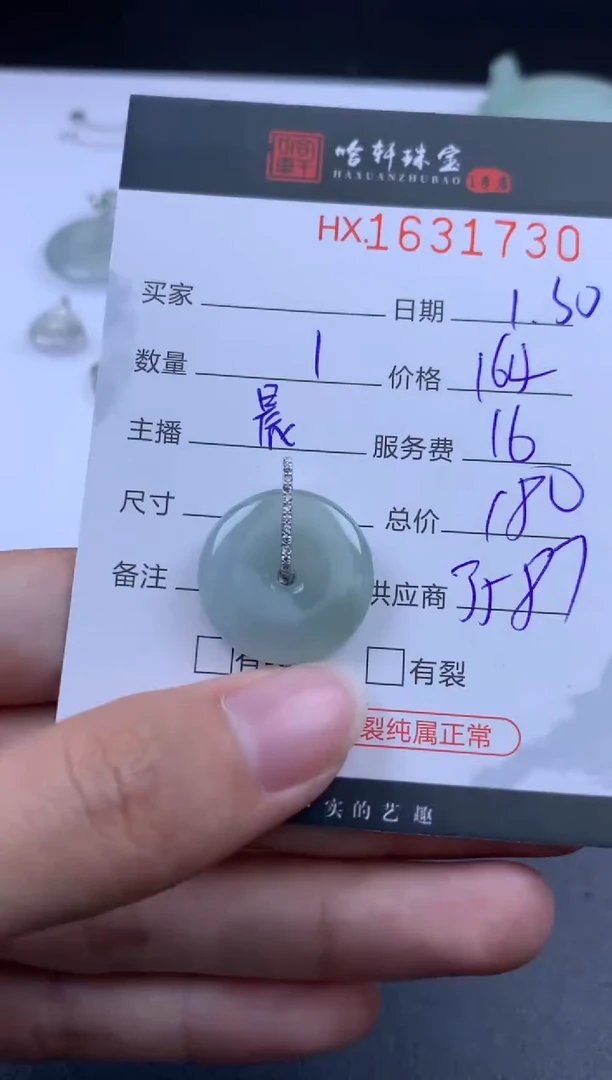 哈轩珠宝
HAXUANZHUBAO
HX.1631730
买家 日期 1.30
数量 1 价格 164
主播 晨 服务费 16
尺寸 总价 180
备注 供应商
有 有裂
裂纯属正常
实的艺趣